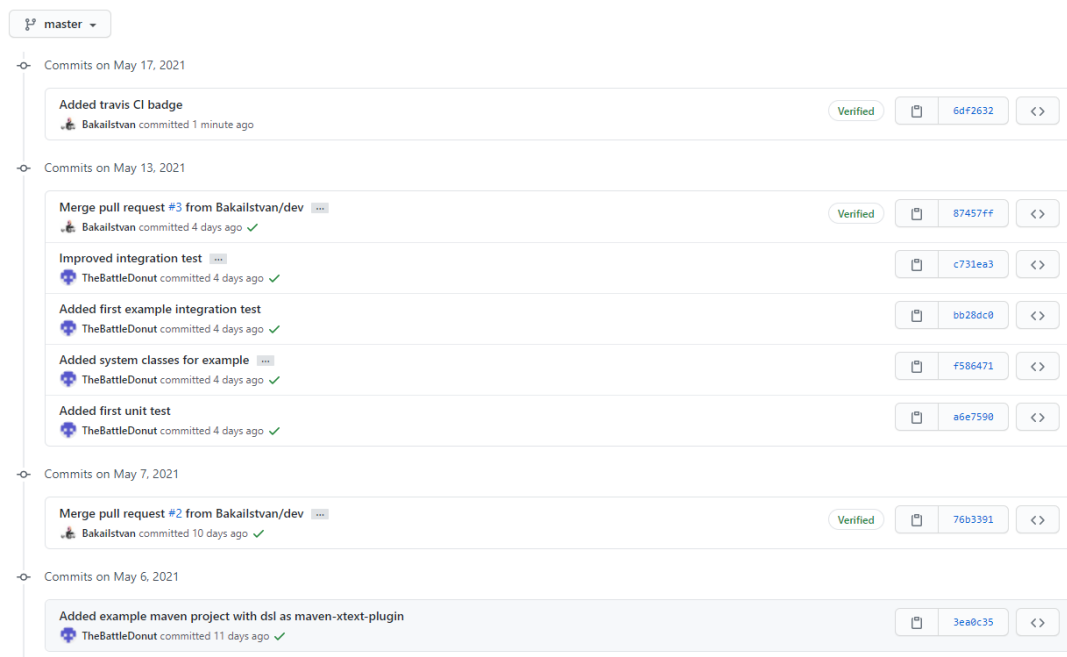 master
Commits on May 17, 2021
Added travis CI badge
Verified
6df2632
BakaiIstvan committed 1 minute ago
Commits on May 13, 2021
Merge pull request #3 from BakaiIstvan/dev ...
Verified
87457ff
BakaiIstvan committed 4 days ago
Improved integration test ...
c731ea3
TheBattleDonut committed 4 days ago
Added first example integration test
bb28dc0
TheBattleDonut committed 4 days ago
Added system classes for example ...
f586471
TheBattleDonut committed 4 days ago
Added first unit test
a6e7590
TheBattleDonut committed 4 days ago
Commits on May 7, 2021
Merge pull request #2 from BakaiIstvan/dev ...
Verified
76b3391
BakaiIstvan committed 10 days ago
Commits on May 6, 2021
Added example maven project with dsl as maven-xtext-plugin
3ea0c35
TheBattleDonut committed 11 days ago